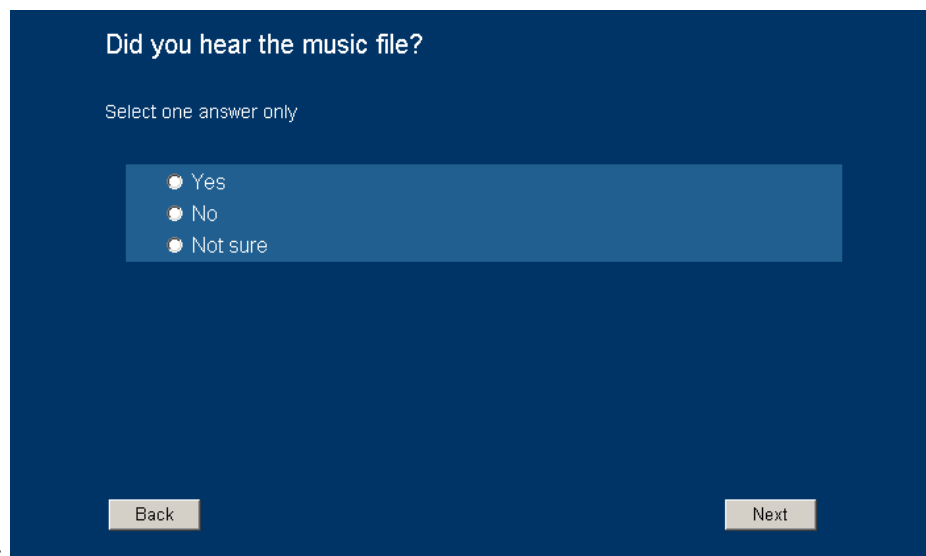 Did you hear the music file?
Select one answer only
Yes
No
Not sure
Back
Next